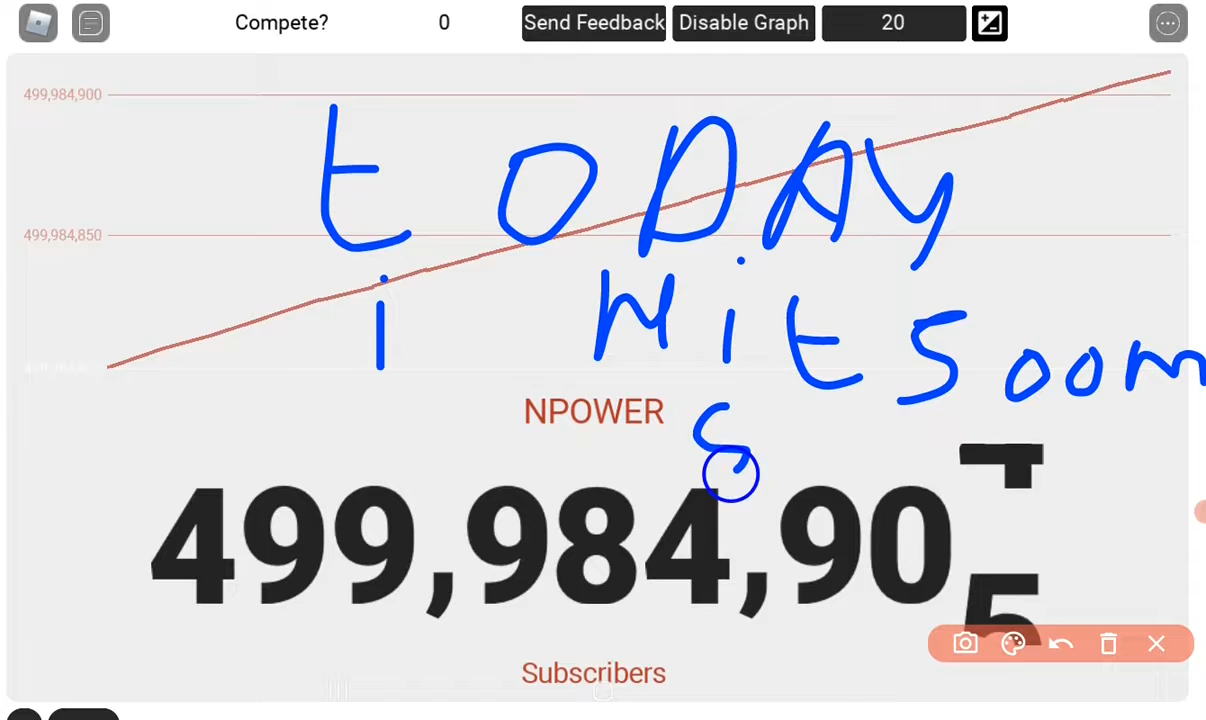 Compete? 0 Send Feedback Disable Graph 20
499,984,900
tODAY
499,984,850
i Hit 500m
NPOWER
S
499,984,90
Subscribers